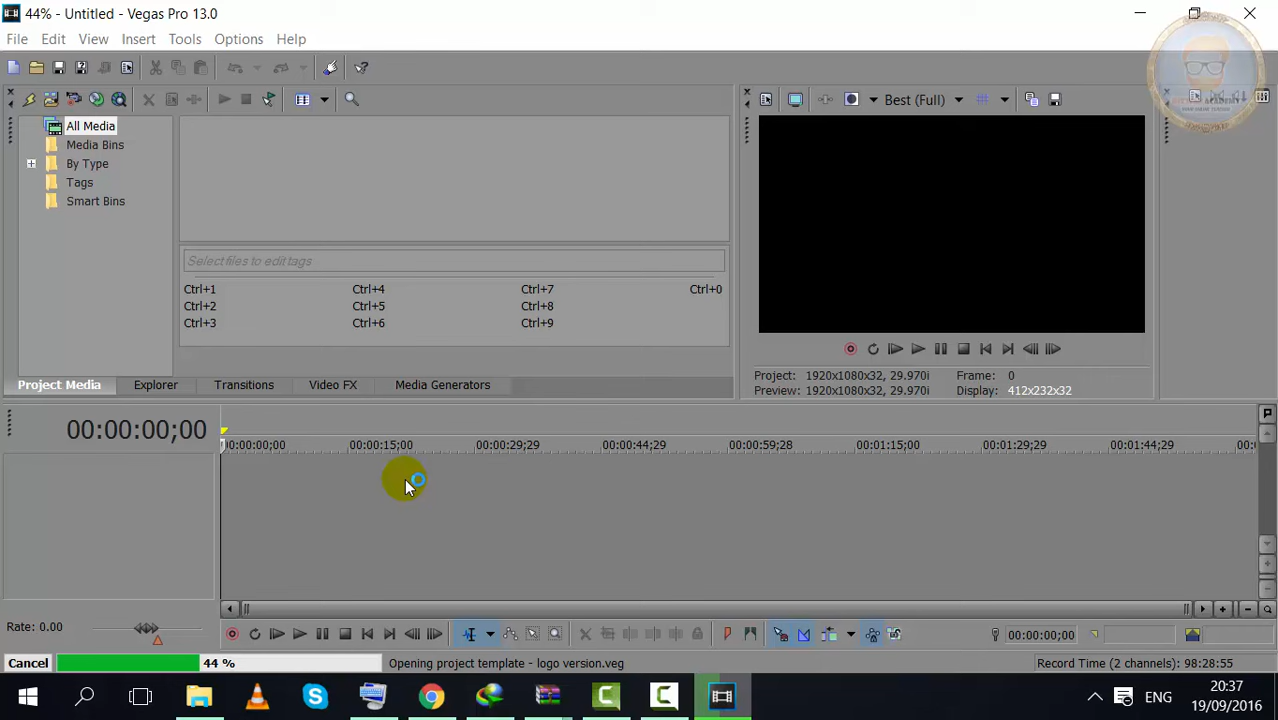 44% - Untitled - Vegas Pro 13.0
File Edit View Insert Tools Options Help
Best (Full)
All Media
Media Bins
By Type
Tags
Smart Bins
Select files to edit tags
Ctrl+1 Ctrl+4 Ctrl+7 Ctrl+0
Ctrl+2 Ctrl+5 Ctrl+8
Ctrl+3 Ctrl+6 Ctrl+9
Project: 1920x1080x32, 29.970i Frame: 0
Preview: 1920x1080x32, 29.970i Display: 412x232x32
Project Media Explorer Transitions Video FX Media Generators
00:00:00;00
00:00:00;00 00:00:15;00 00:00:29;29 00:00:44;29 00:00:59;28 00:01:15;00 00:01:29;29 00:01:44;29 00:0
Rate: 0.00
00:00:00;00
Cancel 44 % Opening project template - logo version.veg Record Time (2 channels): 98:28:55
ENG
20:37
19/09/2016